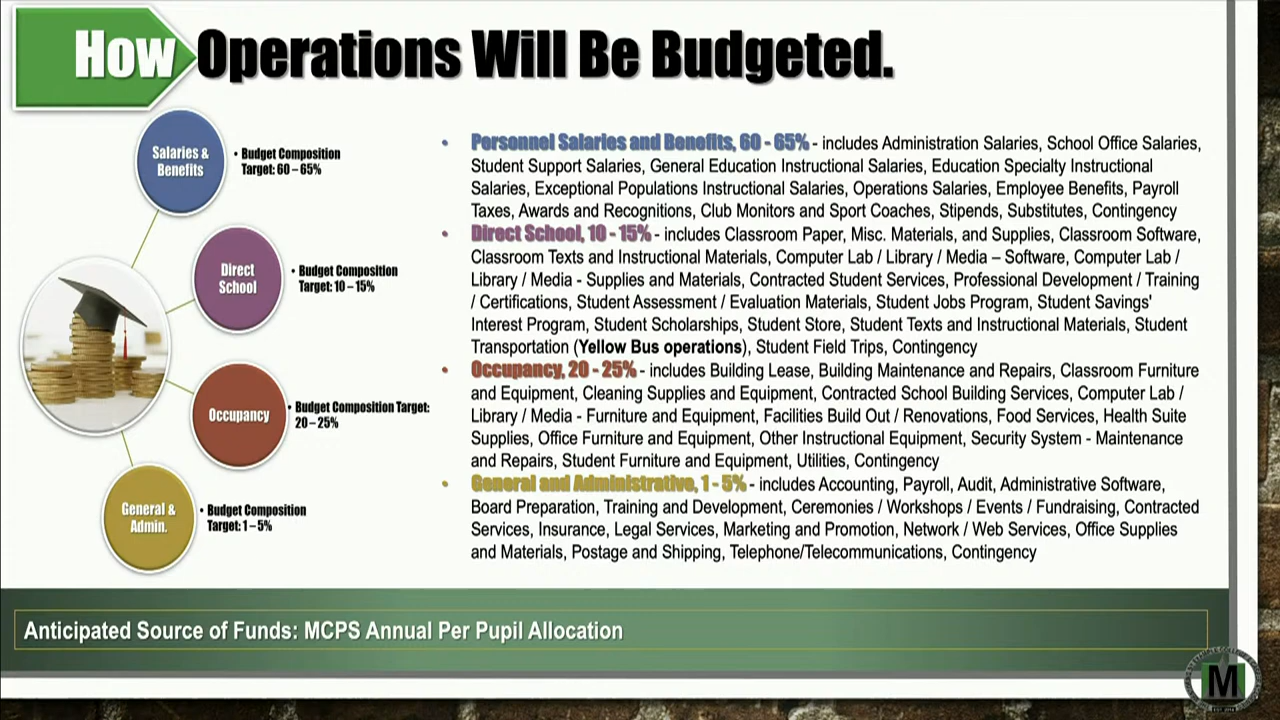 How Operations Will Be Budgeted.
Salaries &
Benefits
• Budget Composition
Target: 60 – 65%
Direct
School
• Budget Composition
Target: 10 – 15%
Occupancy
• Budget Composition Target:
20 – 25%
General &
Admin.
• Budget Composition
Target: 1 – 5%
• Personnel Salaries and Benefits, 60 - 65% - includes Administration Salaries, School Office Salaries,
Student Support Salaries, General Education Instructional Salaries, Education Specialty Instructional
Salaries, Exceptional Populations Instructional Salaries, Operations Salaries, Employee Benefits, Payroll
Taxes, Awards and Recognitions, Club Monitors and Sport Coaches, Stipends, Substitutes, Contingency
• Direct School, 10 - 15% - includes Classroom Paper, Misc. Materials, and Supplies, Classroom Software,
Classroom Texts and Instructional Materials, Computer Lab / Library / Media – Software, Computer Lab /
Library / Media - Supplies and Materials, Contracted Student Services, Professional Development / Training
/ Certifications, Student Assessment / Evaluation Materials, Student Jobs Program, Student Savings'
Interest Program, Student Scholarships, Student Store, Student Texts and Instructional Materials, Student
Transportation (Yellow Bus operations), Student Field Trips, Contingency
• Occupancy, 20 - 25% - includes Building Lease, Building Maintenance and Repairs, Classroom Furniture
and Equipment, Cleaning Supplies and Equipment, Contracted School Building Services, Computer Lab /
Library / Media - Furniture and Equipment, Facilities Build Out / Renovations, Food Services, Health Suite
Supplies, Office Furniture and Equipment, Other Instructional Equipment, Security System - Maintenance
and Repairs, Student Furniture and Equipment, Utilities, Contingency
• General and Administrative, 1 - 5% - includes Accounting, Payroll, Audit, Administrative Software,
Board Preparation, Training and Development, Ceremonies / Workshops / Events / Fundraising, Contracted
Services, Insurance, Legal Services, Marketing and Promotion, Network / Web Services, Office Supplies
and Materials, Postage and Shipping, Telephone/Telecommunications, Contingency
Anticipated Source of Funds: MCPS Annual Per Pupil Allocation
M